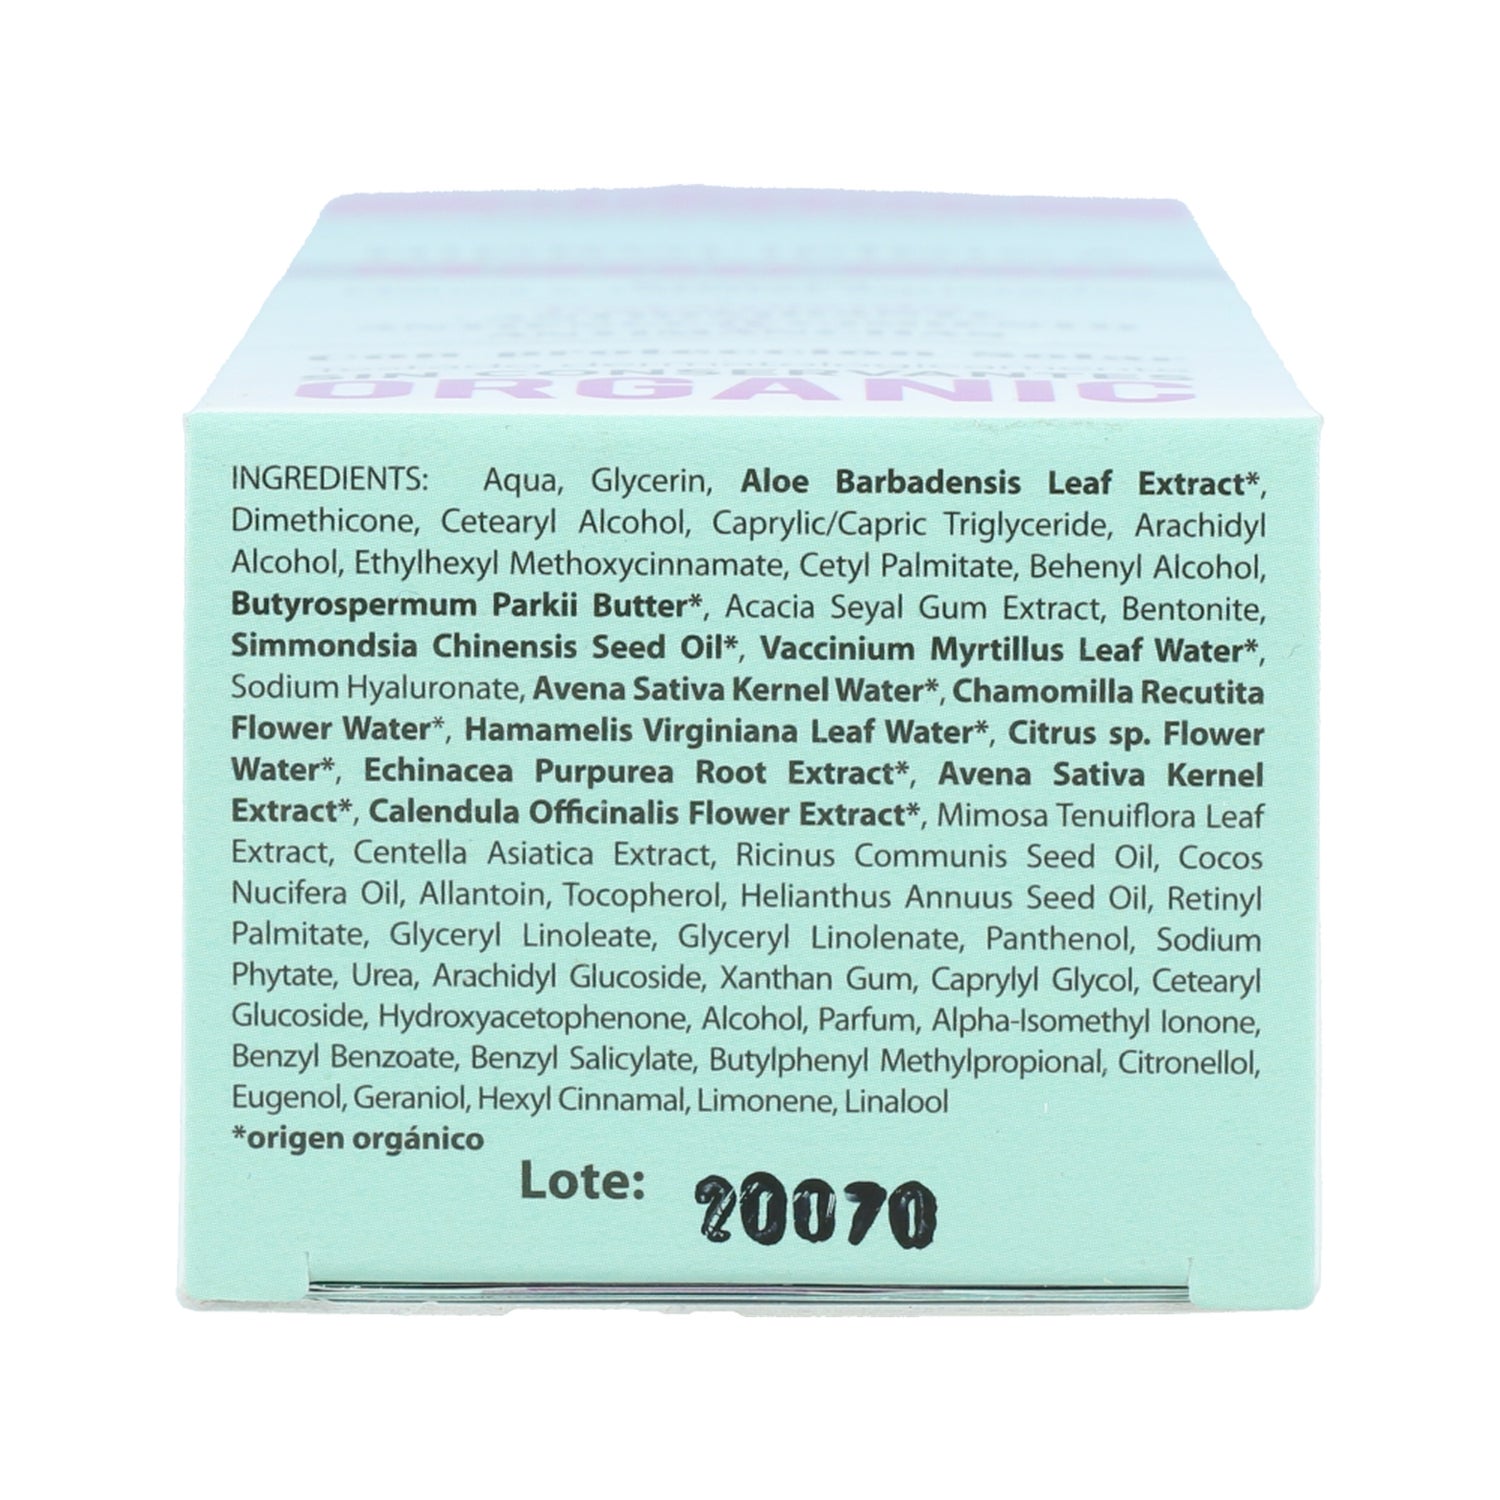 SIN CONSERVANTES
ORGANIC
INGREDIENTS: Aqua, Glycerin, Aloe Barbadensis Leaf Extract*,
Dimethicone, Cetearyl Alcohol, Caprylic/Capric Triglyceride, Arachidyl
Alcohol, Ethylhexyl Methoxycinnamate, Cetyl Palmitate, Behenyl Alcohol,
Butyrospermum Parkii Butter*, Acacia Seyal Gum Extract, Bentonite,
Simmondsia Chinensis Seed Oil*, Vaccinium Myrtillus Leaf Water*,
Sodium Hyaluronate, Avena Sativa Kernel Water*, Chamomilla Recutita
Flower Water*, Hamamelis Virginiana Leaf Water*, Citrus sp. Flower
Water*, Echinacea Purpurea Root Extract*, Avena Sativa Kernel
Extract*, Calendula Officinalis Flower Extract*, Mimosa Tenuiflora Leaf
Extract, Centella Asiatica Extract, Ricinus Communis Seed Oil, Cocos
Nucifera Oil, Allantoin, Tocopherol, Helianthus Annuus Seed Oil, Retinyl
Palmitate, Glyceryl Linoleate, Glyceryl Linolenate, Panthenol, Sodium
Phytate, Urea, Arachidyl Glucoside, Xanthan Gum, Caprylyl Glycol, Cetearyl
Glucoside, Hydroxyacetophenone, Alcohol, Parfum, Alpha-Isomethyl Ionone,
Benzyl Benzoate, Benzyl Salicylate, Butylphenyl Methylpropional, Citronellol,
Eugenol, Geraniol, Hexyl Cinnamal, Limonene, Linalool
*origen orgánico
Lote: 20070